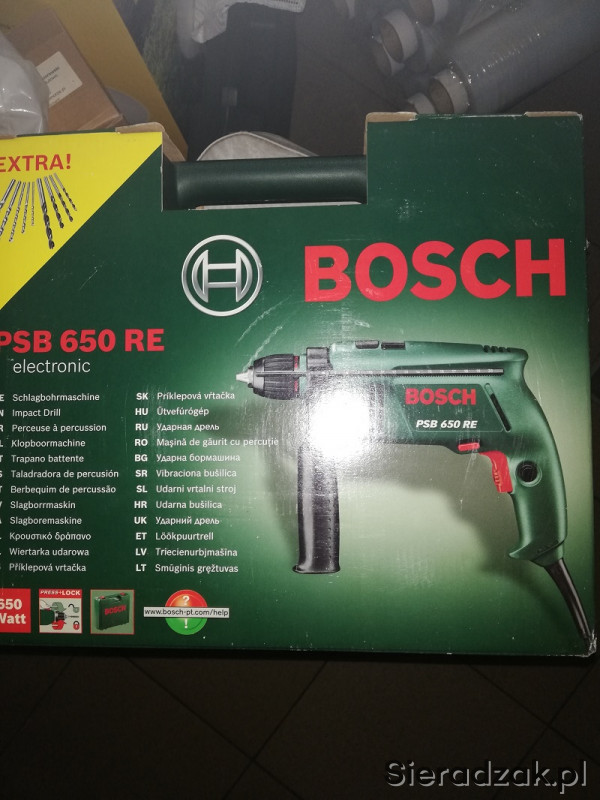 EXTRA!
BOSCH
PSB 650 RE
electronic
Schlagbohrmaschine
Impact Drill
Perceuse à percussion
Klopboormachine
Trapano battente
Taladradora de percusión
Berbequim de percussão
Slagborrmaskin
Slagboremaskine
Κρουστικό δράπανο
Wiertarka udarowa
Příklepová vrtačka
SK Príklepová vŕtačka
HU Ütvefúrógép
RU Ударная дрель
RO Maşină de găurit cu percuţie
BG Ударна бормашина
SR Vibraciona bušilica
SL Udarni vrtalni stroj
HR Udarna bušilica
UK Ударний дрель
ET Löökpuurtrell
LV Triecienurbjmašīna
LT Smūginis gręžtuvas
BOSCH
PSB 650 RE
650
Watt
PRESS+LOCK
BOSCH
www.bosch-pt.com/help
Sieradzak.pl